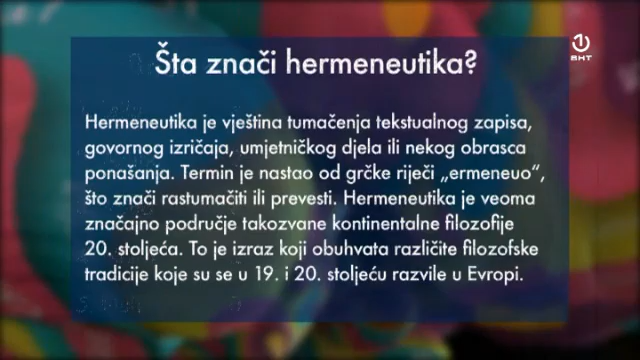 Šta znači hermeneutika?
1
BHT
Hermeneutika je vještina tumačenja tekstualnog zapisa,
govornog izričaja, umjetničkog djela ili nekog obrasca
ponašanja. Termin je nastao od grčke riječi „ermeneuo“,
što znači rastumačiti ili prevesti. Hermeneutika je veoma
značajno područje takozvane kontinentalne filozofije
20. stoljeća. To je izraz koji obuhvata različite filozofske
tradicije koje su se u 19. i 20. stoljeću razvile u Evropi.